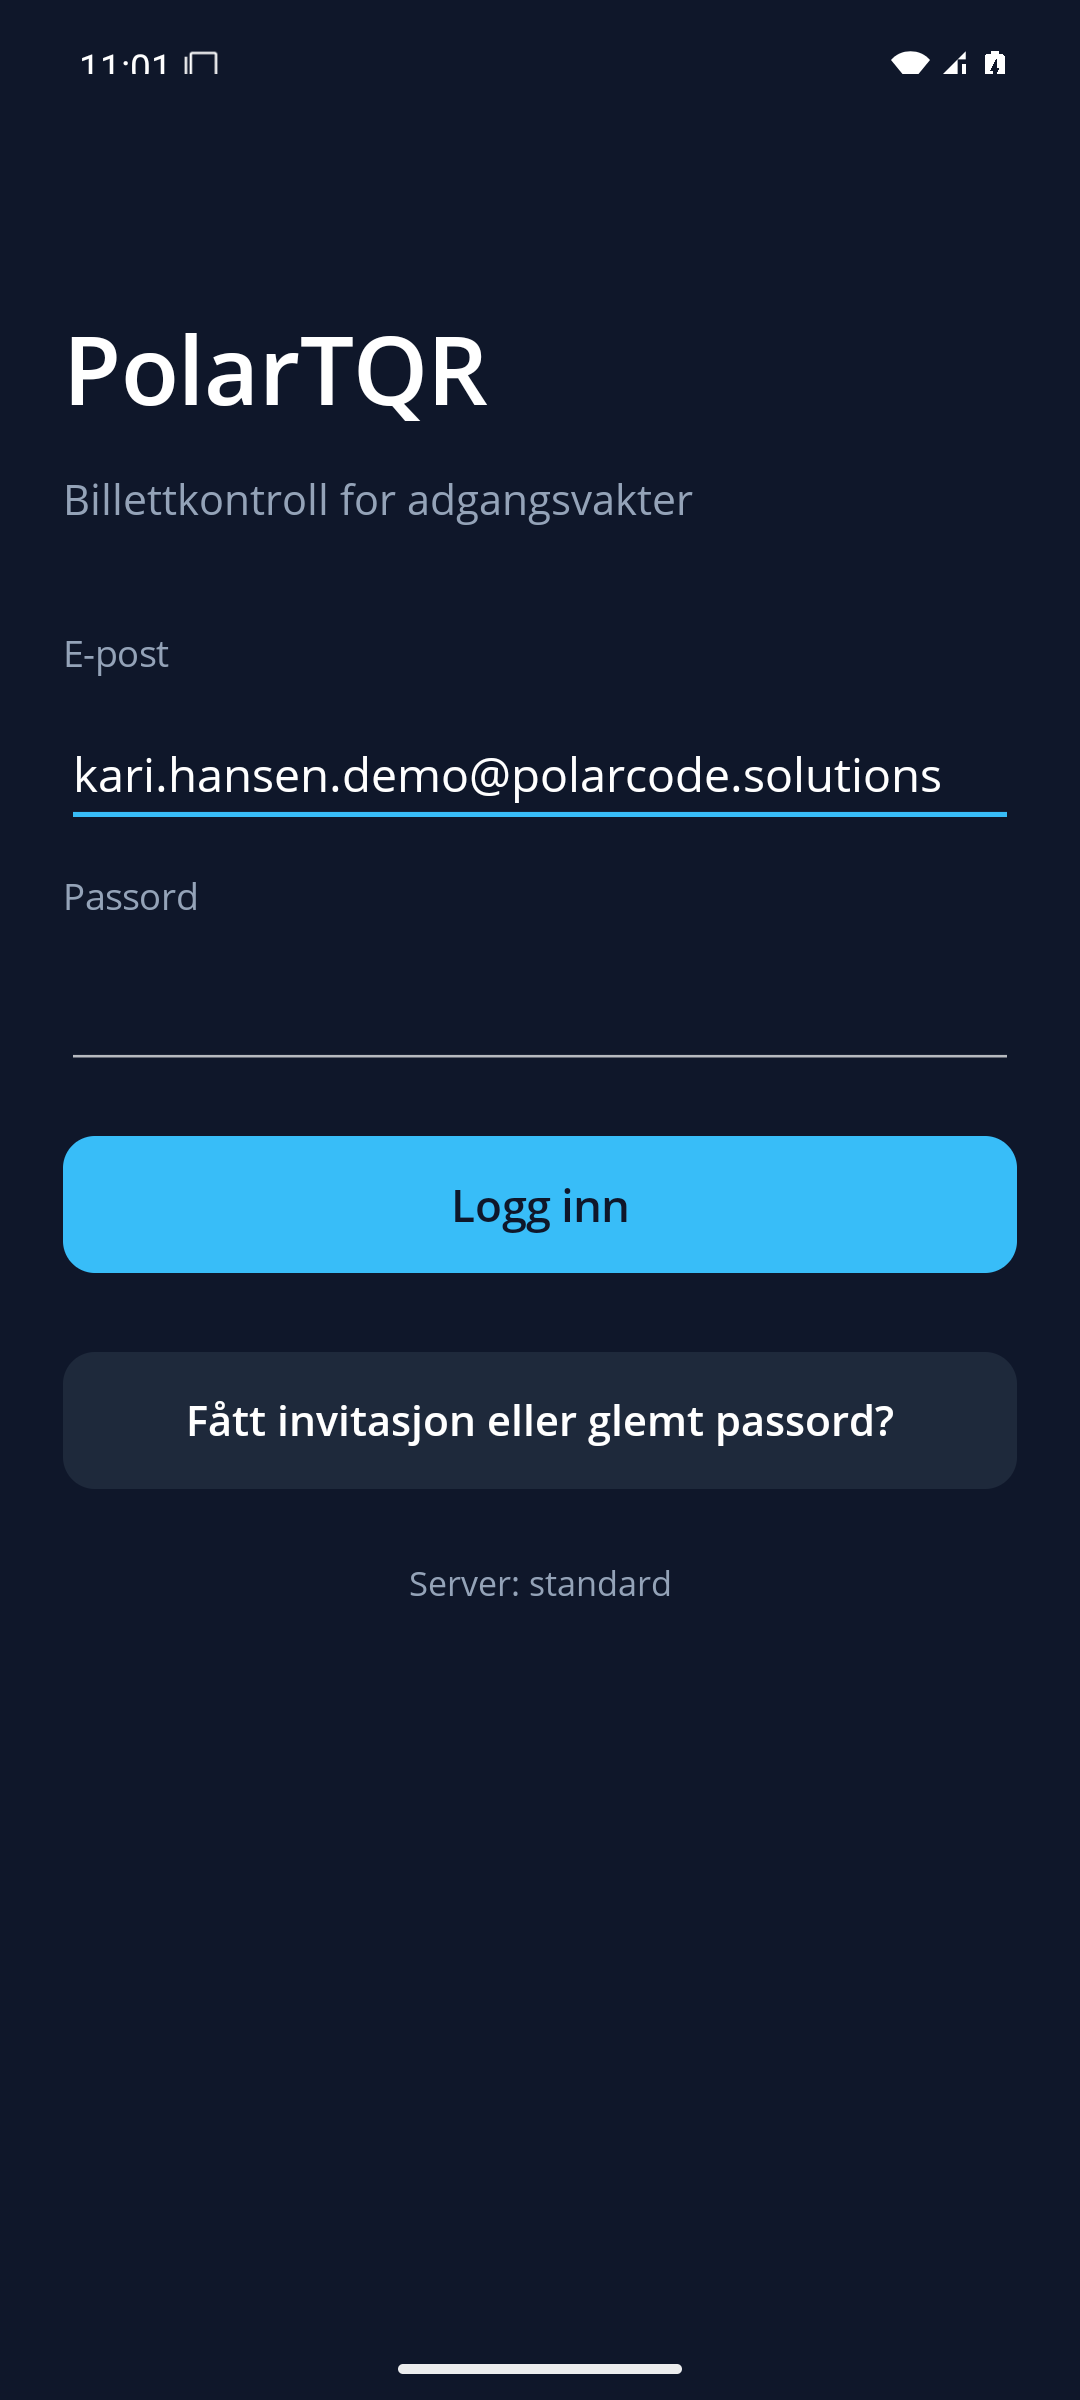 11:01
PolarTQR
Billettkontroll for adgangsvakter
E-post
kari.hansen.demo@polarcode.solutions
Passord
Logg inn
Fått invitasjon eller glemt passord?
Server: standard